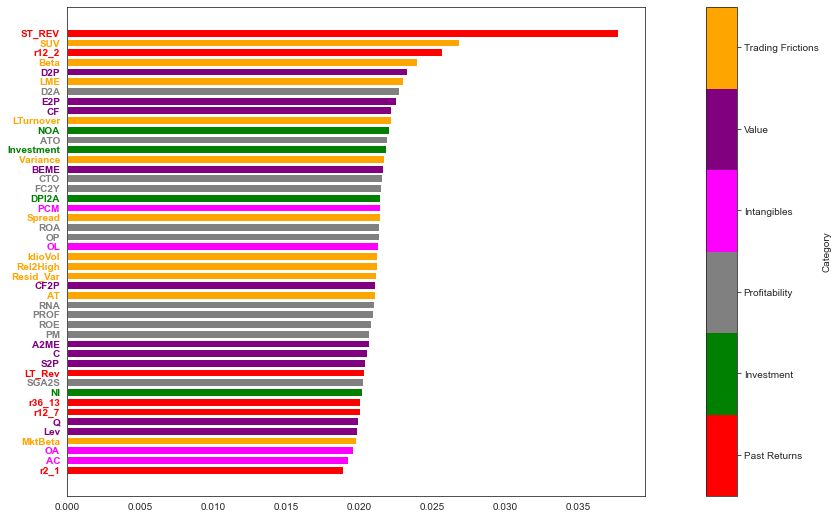 ST_REV
SUV
r12_2
Beta
D2P
LME
D2A
E2P
CF
LTurnover
NOA
ATO
Investment
Variance
BEME
CTO
FC2Y
DPI2A
PCM
Spread
ROA
OP
OL
IdioVol
Rel2High
Resid_Var
CF2P
AT
RNA
PROF
ROE
PM
A2ME
C
S2P
LT_Rev
SGA2S
NI
r36_13
r12_7
Q
Lev
MktBeta
OA
AC
r2_1
0.000 0.005 0.010 0.015 0.020 0.025 0.030 0.035
Trading Frictions
Value
Intangibles
Profitability
Investment
Past Returns
Category